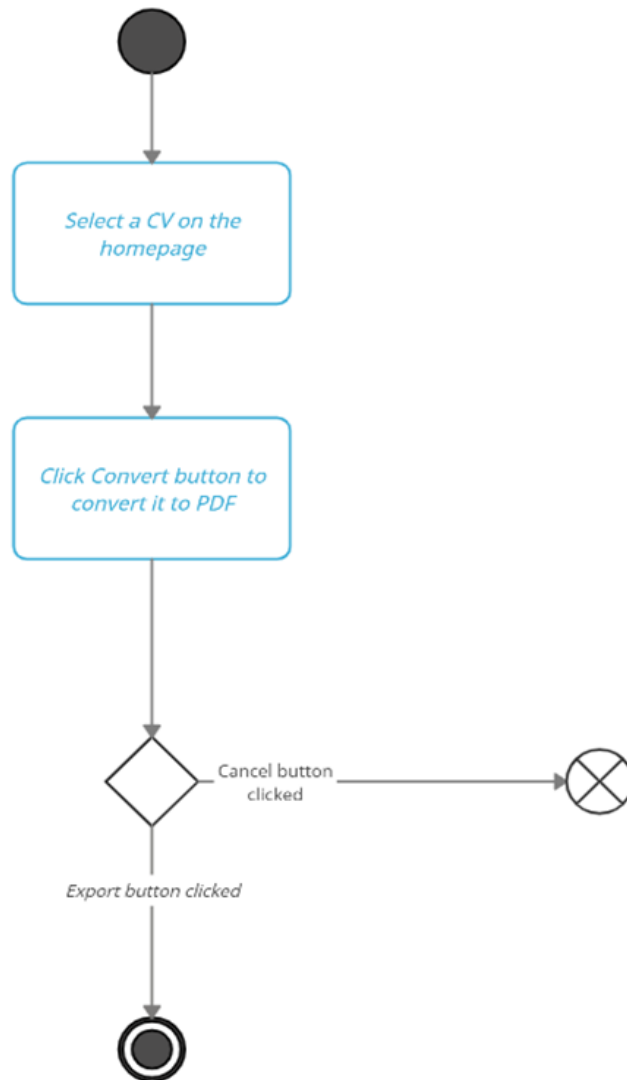 Select a CV on the
homepage
Click Convert button to
convert it to PDF
Cancel button
clicked
Export button clicked